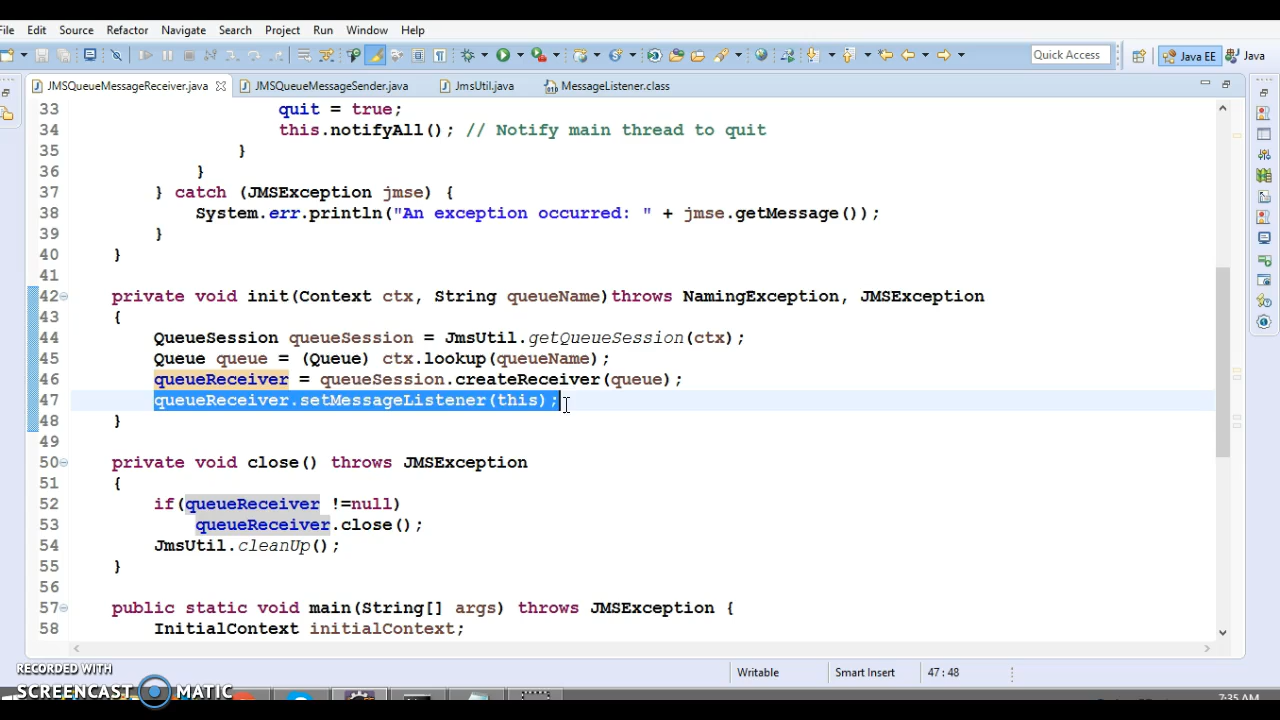 File Edit Source Refactor Navigate Search Project Run Window Help
Quick Access Java EE Java
JMSQueueMessageReceiver.java JMSQueueMessageSender.java JmsUtil.java MessageListener.class
33 quit = true;
34 this.notifyAll(); // Notify main thread to quit
35 }
36 }
37 } catch (JMSException jmse) {
38 System.err.println("An exception occurred: " + jmse.getMessage());
39 }
40 }
41
42 private void init(Context ctx, String queueName)throws NamingException, JMSException
43 {
44 QueueSession queueSession = JmsUtil.getQueueSession(ctx);
45 Queue queue = (Queue) ctx.lookup(queueName);
46 queueReceiver = queueSession.createReceiver(queue);
47 queueReceiver.setMessageListener(this);
48 }
49
50 private void close() throws JMSException
51 {
52 if(queueReceiver !=null)
53 queueReceiver.close();
54 JmsUtil.cleanUp();
55 }
56
57 public static void main(String[] args) throws JMSException {
58 InitialContext initialContext;
Writable Smart Insert 47 : 48
RECORDED WITH
SCREENCAST MATIC
7:35 AM